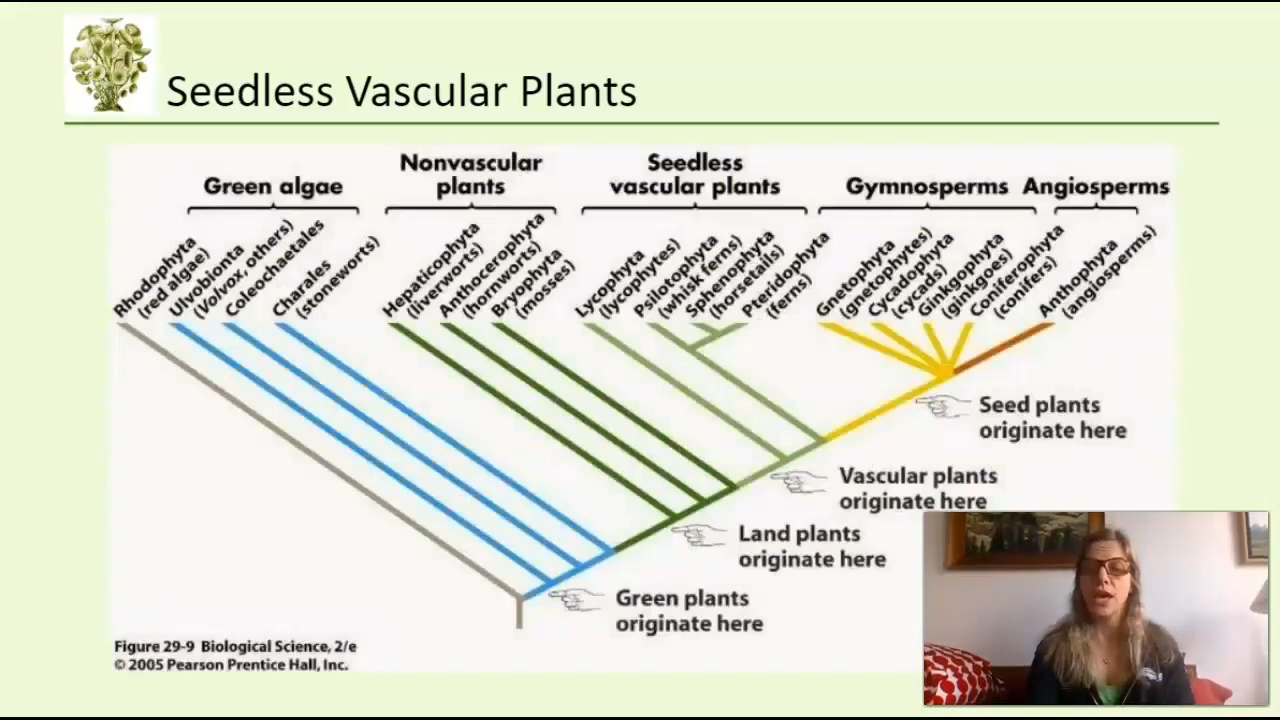 Seedless Vascular Plants
Green algae
Nonvascular
plants
Seedless
vascular plants
Gymnosperms
Angiosperms
Rhodophyta
(red algae)
Ulvobionta
(Volvox, others)
Coleochaetales
Charales
(stoneworts)
Hepaticophyta
(liverworts)
Anthocerophyta
(hornworts)
Bryophyta
(mosses)
Lycophyta
(lycophytes)
Psilotophyta
(whisk ferns)
Sphenophyta
(horsetails)
Pteridophyta
(ferns)
Gnetophyta
(gnetophytes)
Cycadophyta
(cycads)
Ginkgophyta
(ginkgoes)
Coniferophyta
(conifers)
Anthophyta
(angiosperms)
Seed plants
originate here
Vascular plants
originate here
Land plants
originate here
Green plants
originate here
Figure 29-9 Biological Science, 2/e
© 2005 Pearson Prentice Hall, Inc.